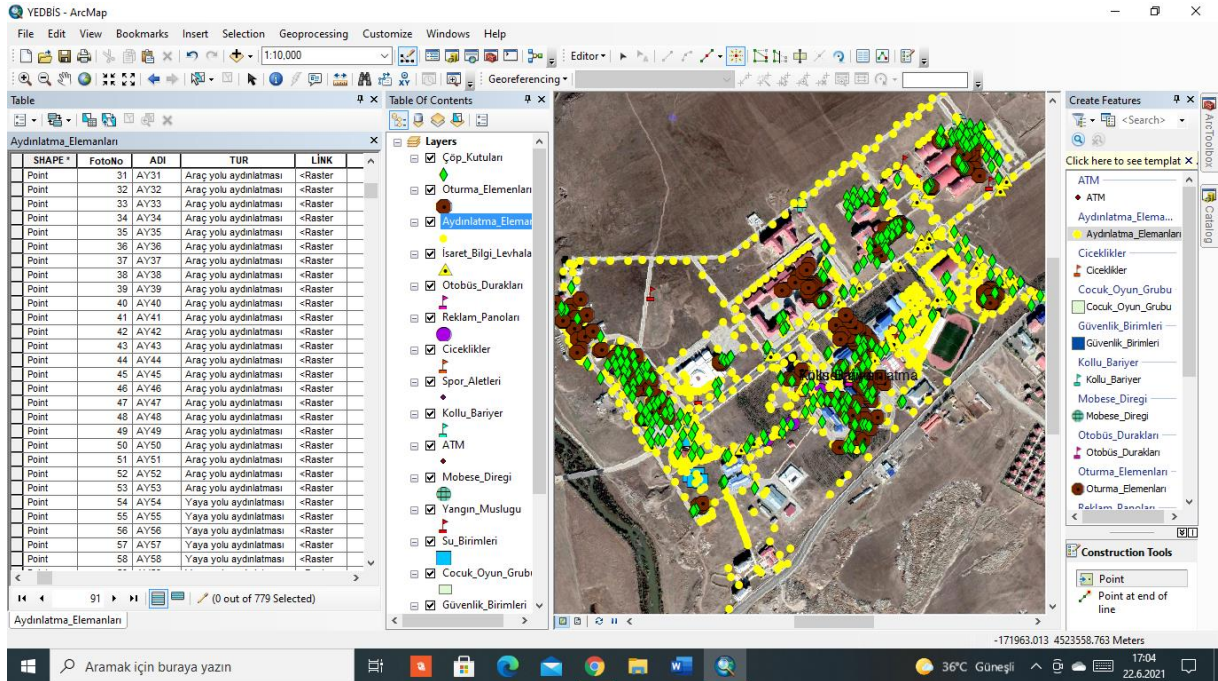 YEDBİS - ArcMap
File Edit View Bookmarks Insert Selection Geoprocessing Customize Windows Help
1:10,000
Editor
Georeferencing
Table
Aydınlatma_Elemanları
SHAPE * FotoNo ADI TUR LİNK
Point 31 AY31 Araç yolu aydınlatması <Raster
Point 32 AY32 Araç yolu aydınlatması <Raster
Point 33 AY33 Araç yolu aydınlatması <Raster
Point 34 AY34 Araç yolu aydınlatması <Raster
Point 35 AY35 Araç yolu aydınlatması <Raster
Point 36 AY36 Araç yolu aydınlatması <Raster
Point 37 AY37 Araç yolu aydınlatması <Raster
Point 38 AY38 Araç yolu aydınlatması <Raster
Point 39 AY39 Araç yolu aydınlatması <Raster
Point 40 AY40 Araç yolu aydınlatması <Raster
Point 41 AY41 Araç yolu aydınlatması <Raster
Point 42 AY42 Araç yolu aydınlatması <Raster
Point 43 AY43 Araç yolu aydınlatması <Raster
Point 44 AY44 Araç yolu aydınlatması <Raster
Point 45 AY45 Araç yolu aydınlatması <Raster
Point 46 AY46 Araç yolu aydınlatması <Raster
Point 47 AY47 Araç yolu aydınlatması <Raster
Point 48 AY48 Araç yolu aydınlatması <Raster
Point 49 AY49 Araç yolu aydınlatması <Raster
Point 50 AY50 Araç yolu aydınlatması <Raster
Point 51 AY51 Araç yolu aydınlatması <Raster
Point 52 AY52 Araç yolu aydınlatması <Raster
Point 53 AY53 Araç yolu aydınlatması <Raster
Point 54 AY54 Yaya yolu aydınlatması <Raster
Point 55 AY55 Yaya yolu aydınlatması <Raster
Point 56 AY56 Yaya yolu aydınlatması <Raster
Point 57 AY57 Yaya yolu aydınlatması <Raster
Point 58 AY58 Yaya yolu aydınlatması <Raster
91 (0 out of 779 Selected)
Aydınlatma_Elemanları
Table Of Contents
Layers
Çöp_Kutuları
Oturma_Elemenları
Aydınlatma_Eleman
İsaret_Bilgi_Levhala
Otobüs_Durakları
Reklam_Panoları
Ciceklikler
Spor_Aletleri
Kollu_Bariyer
ATM
Mobese_Diregi
Yangın_Muslugu
Su_Birimleri
Cocuk_Oyun_Grub
Güvenlik_Birimleri
Create Features
<Search>
Click here to see templat
ATM
ATM
Aydınlatma_Elema...
Aydınlatma_Elemanları
Ciceklikler
Ciceklikler
Cocuk_Oyun_Grubu
Cocuk_Oyun_Grubu
Güvenlik_Birimleri
Güvenlik_Birimleri
Kollu_Bariyer
Kollu_Bariyer
Mobese_Diregi
Mobese_Diregi
Otobüs_Durakları
Otobüs_Durakları
Oturma_Elemenları
Oturma_Elemenları
Reklam_Panoları
Construction Tools
Point
Point at end of
line
ArcToolbox
Catalog
-171963.013 4523558.763 Meters
Aramak için buraya yazın
36°C Güneşli
17:04
22.6.2021